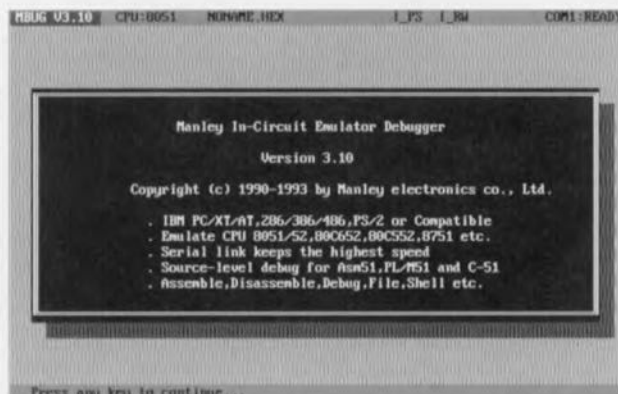 MBUG V3.10 CPU:8051 NONAME.HEX I_PS I_RW COM1:READY
Manley In-Circuit Emulator Debugger
Version 3.10
Copyright (c) 1990-1993 by Manley electronics co., Ltd.
. IBM PC/XT/AT,286/386/486,PS/2 or Compatible
. Emulate CPU 8051/52,80C652,80C552,8751 etc.
. Serial link keeps the highest speed
. Source-level debug for Asm51,PL/M51 and C-51
. Assemble,Disassemble,Debug,File,Shell etc.
Press any key to continue